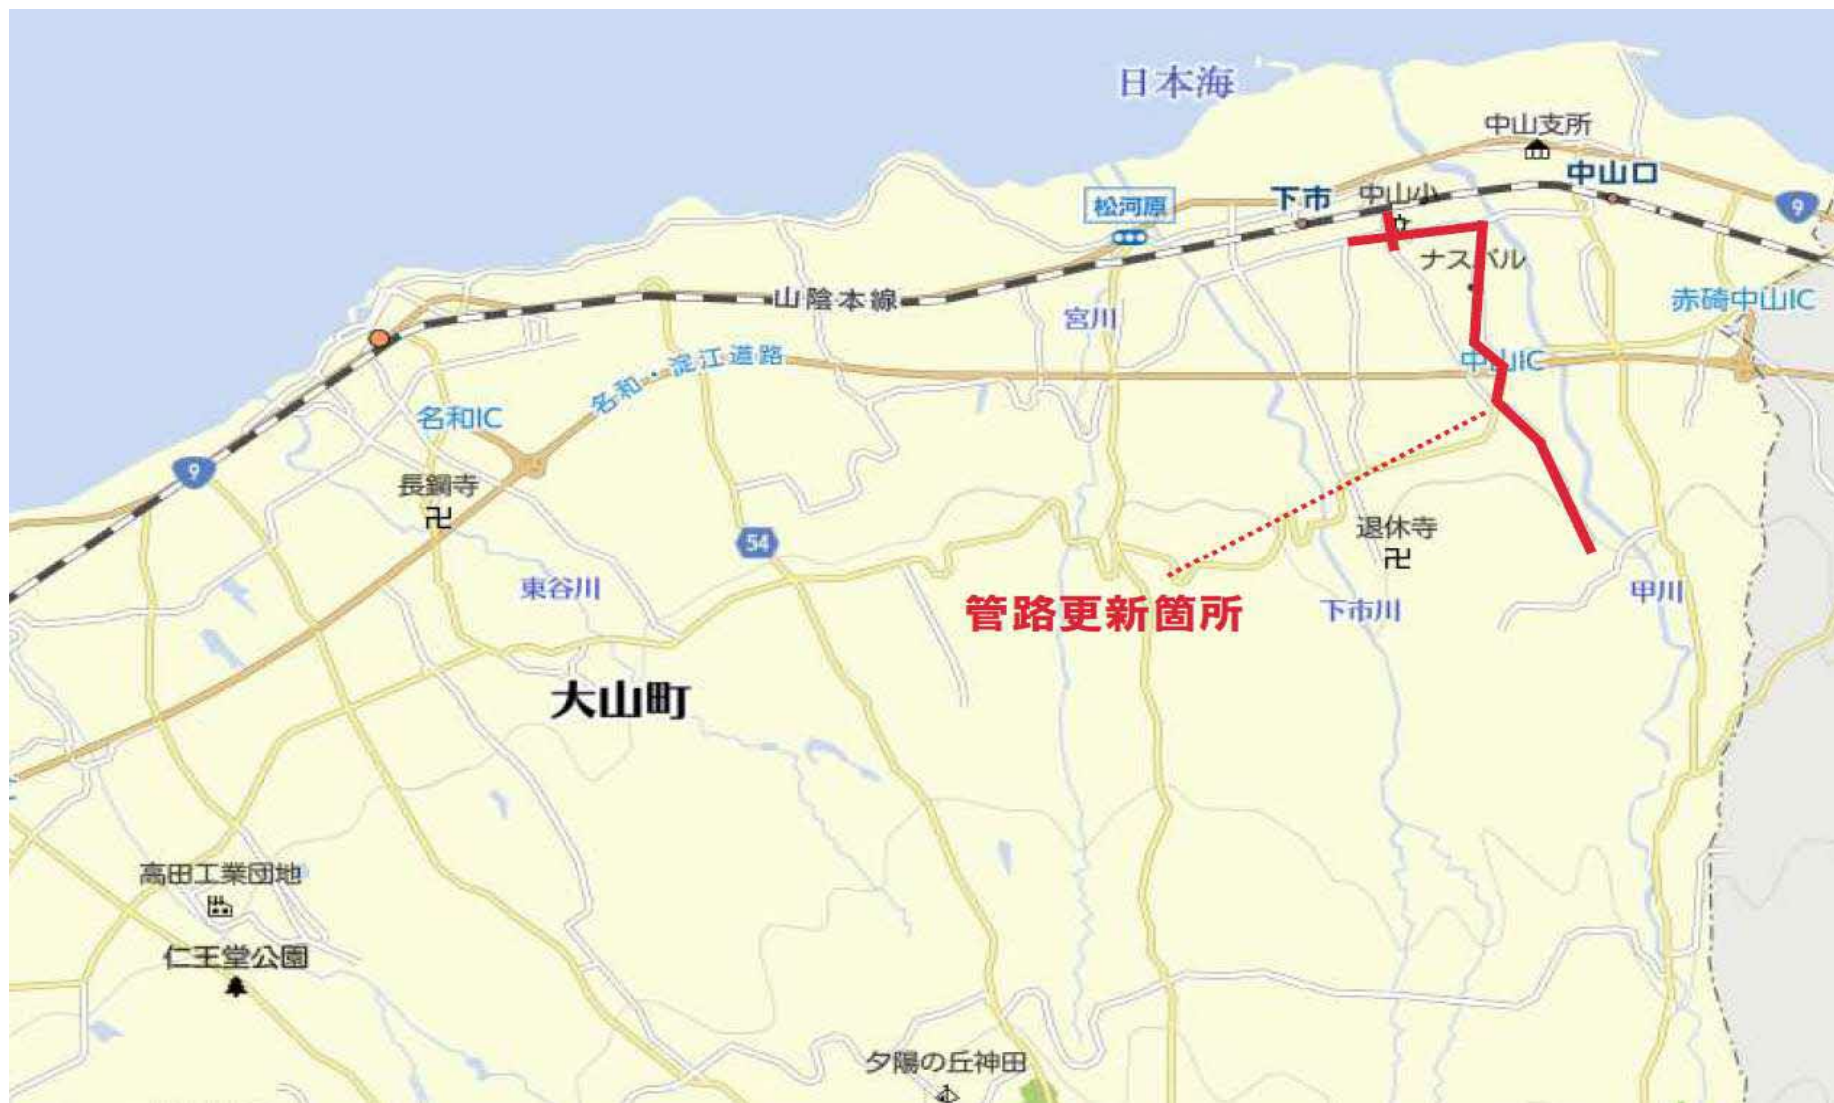 日本海
中山支所
中山口
下市
中山小
松河原
9
ナスパル
赤碕中山IC
山陰本線
宮川
名和・淀江道路
中山IC
名和IC
9
長綱寺
54
退休寺
東谷川
管路更新箇所
下市川
甲川
大山町
高田工業団地
仁王堂公園
夕陽の丘神田